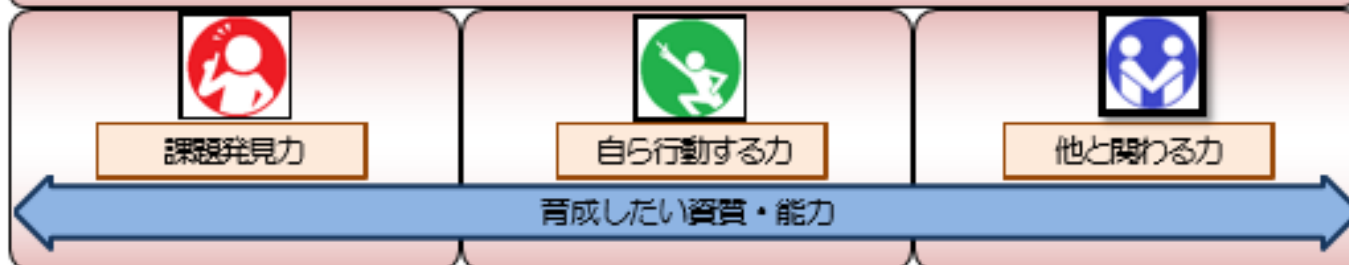 課題発見力
自ら行動する力
他と関わる力
育成したい資質・能力